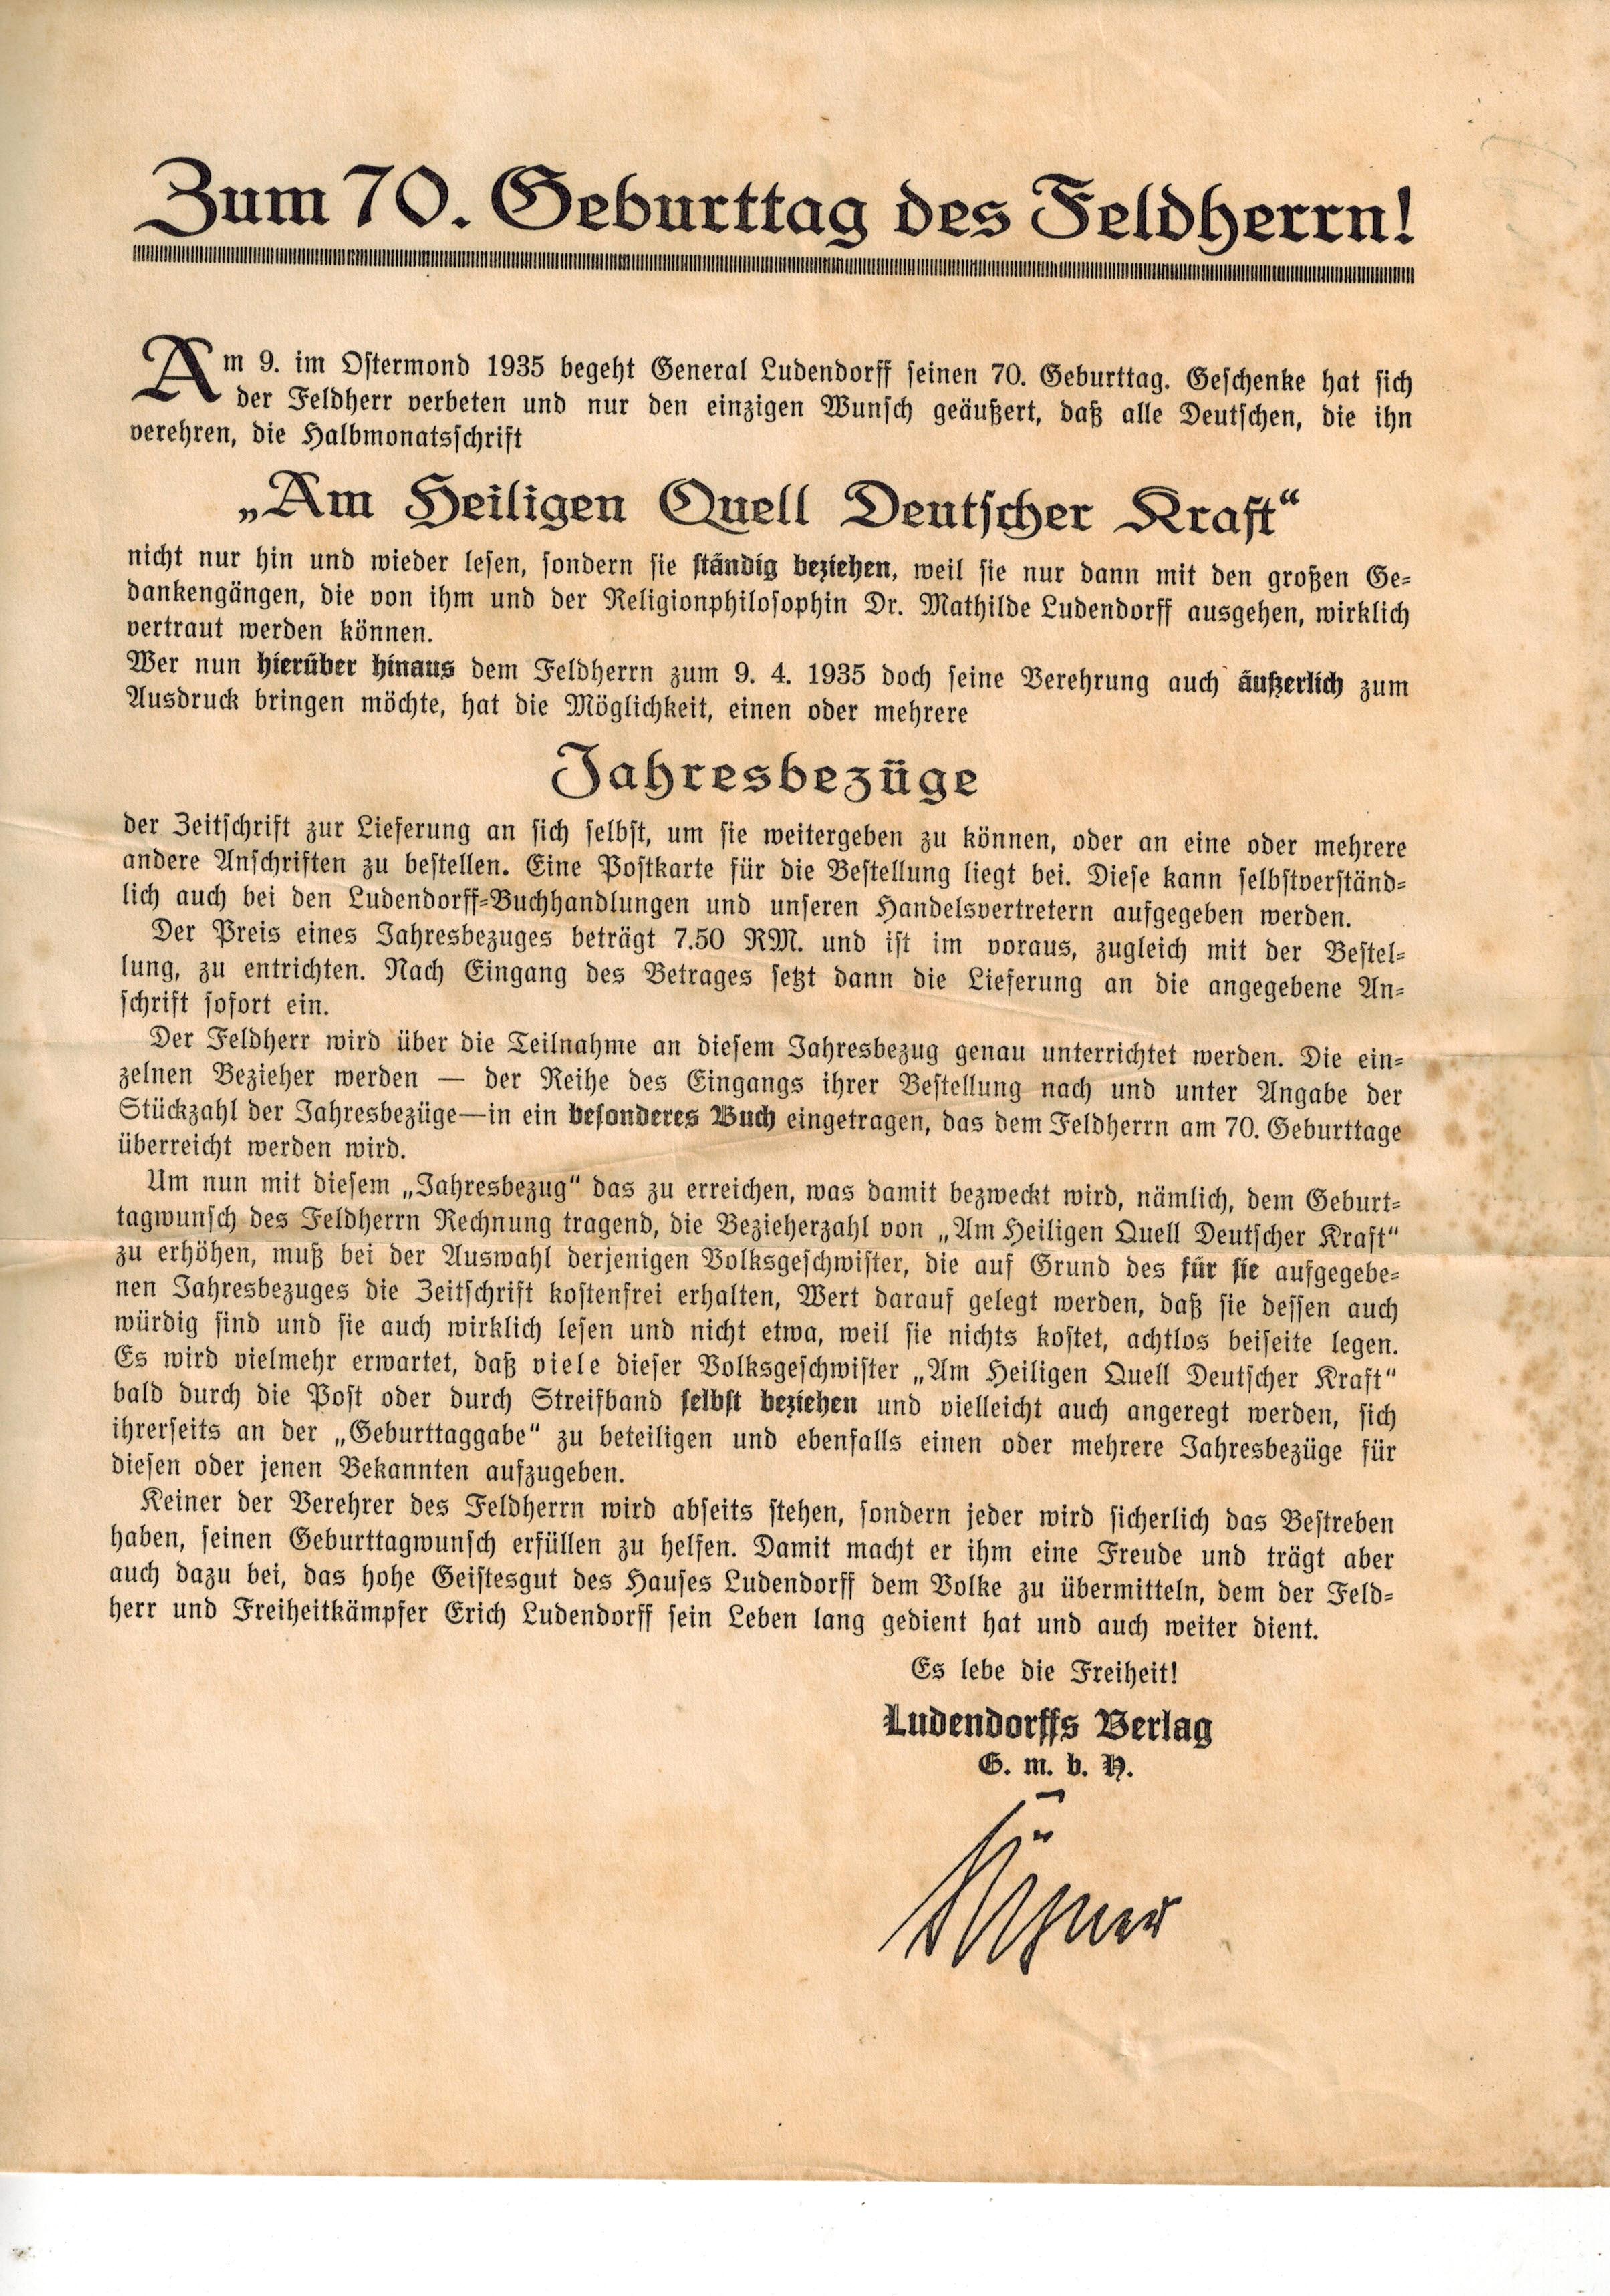 Zum 70. Geburttag des Feldherrn!
Am 9. im Ostermond 1935 begeht General Ludendorff seinen 70. Geburttag. Geschenke hat sich
der Feldherr verbeten und nur den einzigen Wunsch geäußert, daß alle Deutschen, die ihn
verehren, die Halbmonatsschrift
„Am Heiligen Quell Deutscher Kraft“
nicht nur hin und wieder lesen, sondern sie ständig beziehen, weil sie nur dann mit den großen Ge-
dankengängen, die von ihm und der Religionphilosophin Dr. Mathilde Ludendorff ausgehen, wirklich
vertraut werden können.
Wer nun hierüber hinaus dem Feldherrn zum 9. 4. 1935 doch seine Verehrung auch äußerlich zum
Ausdruck bringen möchte, hat die Möglichkeit, einen oder mehrere
Jahresbezüge
der Zeitschrift zur Lieferung an sich selbst, um sie weitergeben zu können, oder an eine oder mehrere
andere Anschriften zu bestellen. Eine Postkarte für die Bestellung liegt bei. Diese kann selbstverständ-
lich auch bei den Ludendorff-Buchhandlungen und unseren Handelsvertretern aufgegeben werden.
Der Preis eines Jahresbezuges beträgt 7.50 RM. und ist im voraus, zugleich mit der Bestel-
lung, zu entrichten. Nach Eingang des Betrages setzt dann die Lieferung an die angegebene An-
schrift sofort ein.
Der Feldherr wird über die Teilnahme an diesem Jahresbezug genau unterrichtet werden. Die ein-
zelnen Bezieher werden — der Reihe des Eingangs ihrer Bestellung nach und unter Angabe der
Stückzahl der Jahresbezüge—in ein besonderes Buch eingetragen, das dem Feldherrn am 70. Geburttage
überreicht werden wird.
Um nun mit diesem „Jahresbezug“ das zu erreichen, was damit bezweckt wird, nämlich, dem Geburt-
tagwunsch des Feldherrn Rechnung tragend, die Bezieherzahl von „Am Heiligen Quell Deutscher Kraft“
zu erhöhen, muß bei der Auswahl derjenigen Volksgeschwister, die auf Grund des für sie aufgegebe-
nen Jahresbezuges die Zeitschrift kostenfrei erhalten, Wert darauf gelegt werden, daß sie dessen auch
würdig sind und sie auch wirklich lesen und nicht etwa, weil sie nichts kostet, achtlos beiseite legen.
Es wird vielmehr erwartet, daß viele dieser Volksgeschwister „Am Heiligen Quell Deutscher Kraft“
bald durch die Post oder durch Streifband selbst beziehen und vielleicht auch angeregt werden, sich
ihrerseits an der „Geburttaggabe“ zu beteiligen und ebenfalls einen oder mehrere Jahresbezüge für
diesen oder jenen Bekannten aufzugeben.
Keiner der Verehrer des Feldherrn wird abseits stehen, sondern jeder wird sicherlich das Bestreben
haben, seinen Geburttagwunsch erfüllen zu helfen. Damit macht er ihm eine Freude und trägt aber
auch dazu bei, das hohe Geistesgut des Hauses Ludendorff dem Volke zu übermitteln, dem der Feld-
herr und Freiheitkämpfer Erich Ludendorff sein Leben lang gedient hat und auch weiter dient.
Es lebe die Freiheit!
Ludendorffs Verlag
G. m. b. H.